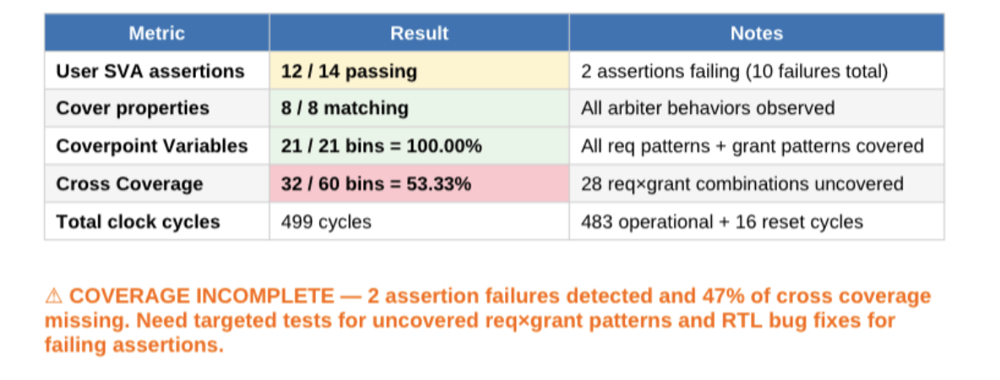 Metric Result Notes
User SVA assertions 12 / 14 passing 2 assertions failing (10 failures total)
Cover properties 8 / 8 matching All arbiter behaviors observed
Coverpoint Variables 21 / 21 bins = 100.00% All req patterns + grant patterns covered
Cross Coverage 32 / 60 bins = 53.33% 28 req×grant combinations uncovered
Total clock cycles 499 cycles 483 operational + 16 reset cycles
⚠ COVERAGE INCOMPLETE — 2 assertion failures detected and 47% of cross coverage
missing. Need targeted tests for uncovered req×grant patterns and RTL bug fixes for
failing assertions.